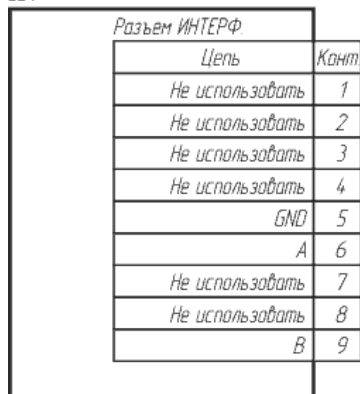 Разъем ИНТЕРФ.
Цепь Конт.
Не использовать 1
Не использовать 2
Не использовать 3
Не использовать 4
GND 5
A 6
Не использовать 7
Не использовать 8
B 9